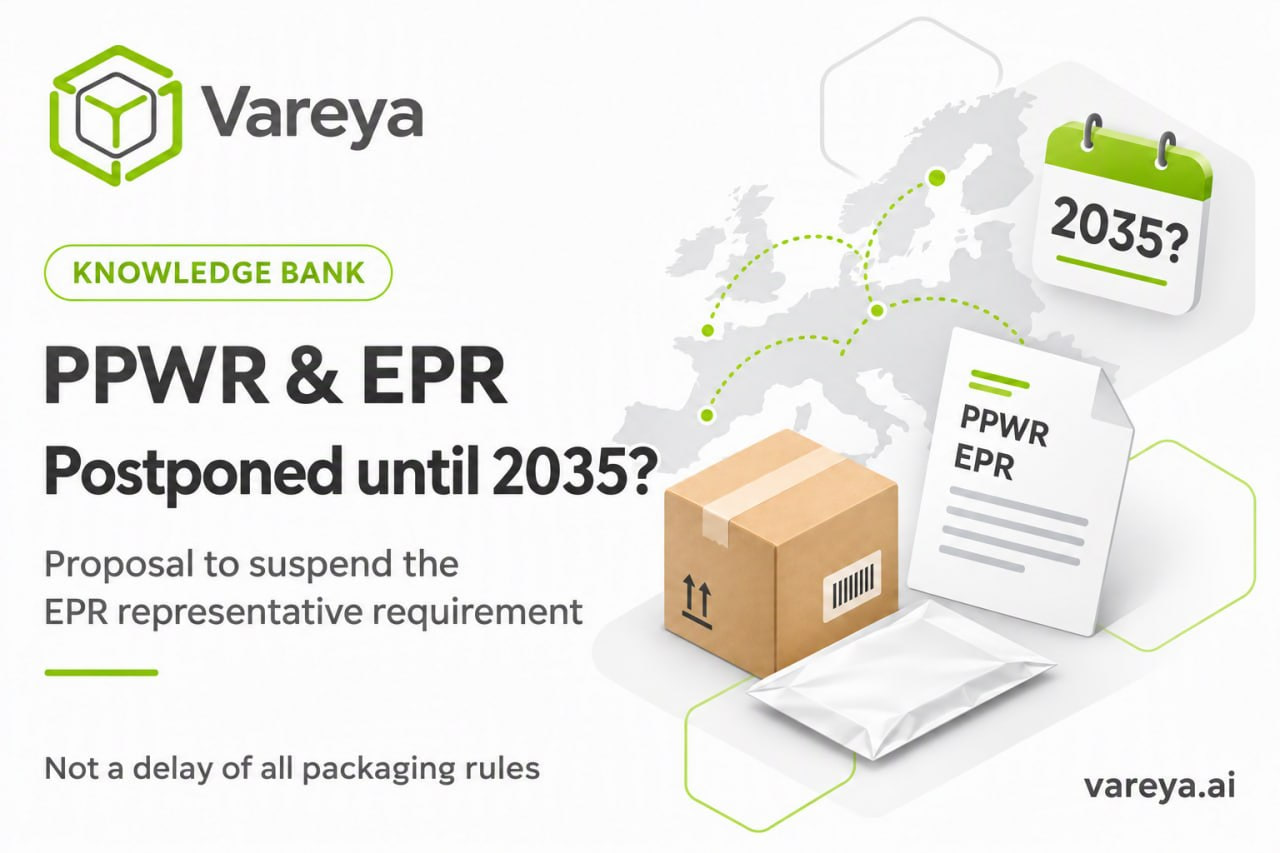 Vareya
KNOWLEDGE BANK
PPWR & EPR
Postponed until 2035?
Proposal to suspend the
EPR representative requirement
Not a delay of all packaging rules
2035?
PPWR
EPR
vareya.ai